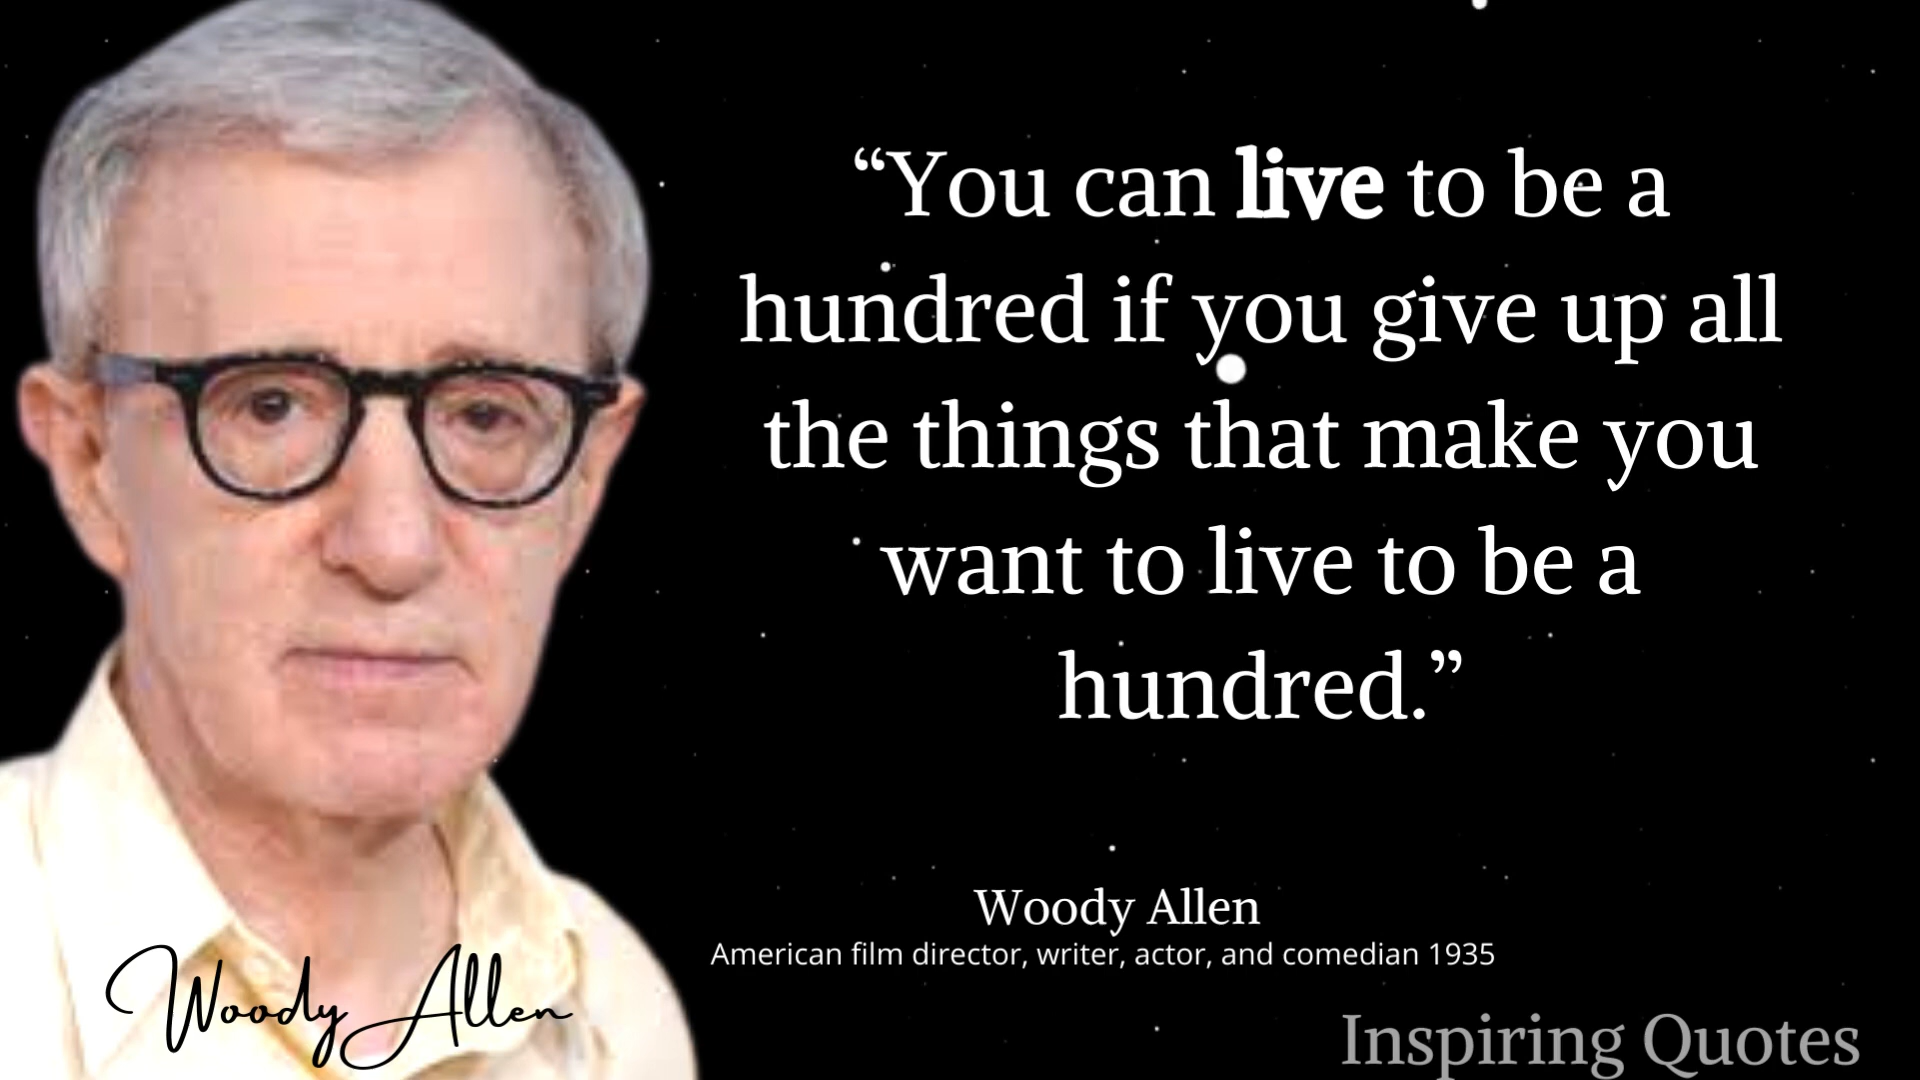 “You can live to be a
hundred if you give up all
the things that make you
want to live to be a
hundred.”
Woody Allen
American film director, writer, actor, and comedian 1935
Woody Allen
Inspiring Quotes